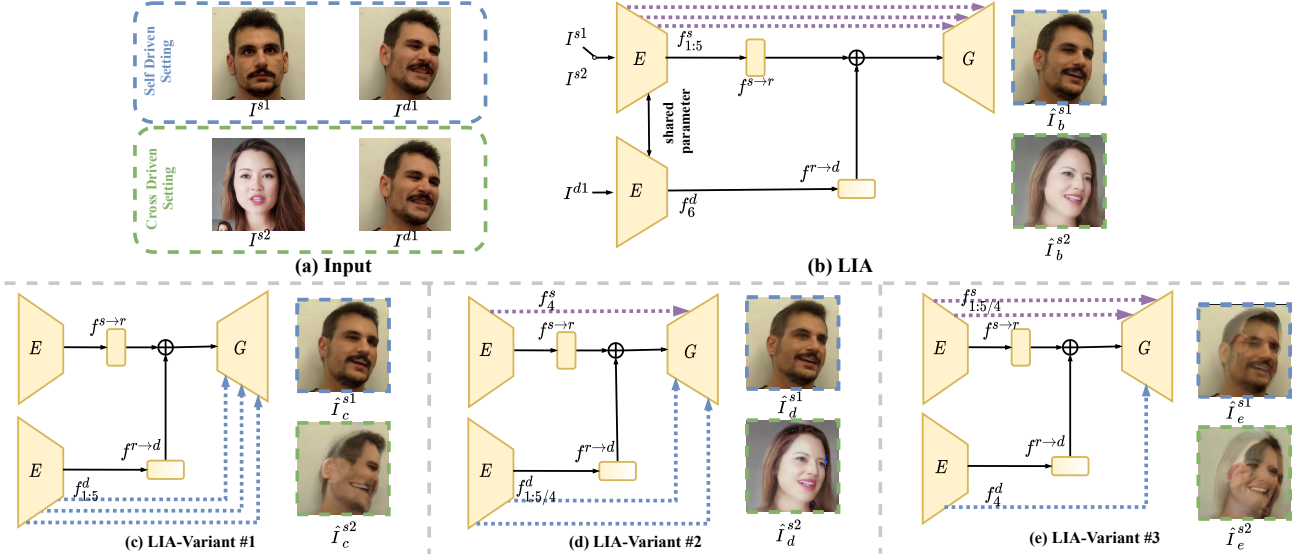 Self Driven
Setting
I^{s1}
I^{d1}
Cross Driven
Setting
I^{s2}
I^{d1}
(a) Input
I^{s1}
I^{s2}
E
f^s_{1:5}
f^{s→r}
G
shared
parameter
I^{d1}
E
f^d_6
f^{r→d}
Î^{s1}_b
Î^{s2}_b
(b) LIA
E
f^{s→r}
G
E
f^{r→d}
f^d_{1:5}
Î^{s1}_c
Î^{s2}_c
(c) LIA-Variant #1
f^s_4
E
f^{s→r}
G
E
f^{r→d}
f^d_{1:5/4}
Î^{s1}_d
Î^{s2}_d
(d) LIA-Variant #2
f^s_{1:5/4}
E
f^{s→r}
G
E
f^{r→d}
f^d_4
Î^{s1}_e
Î^{s2}_e
(e) LIA-Variant #3